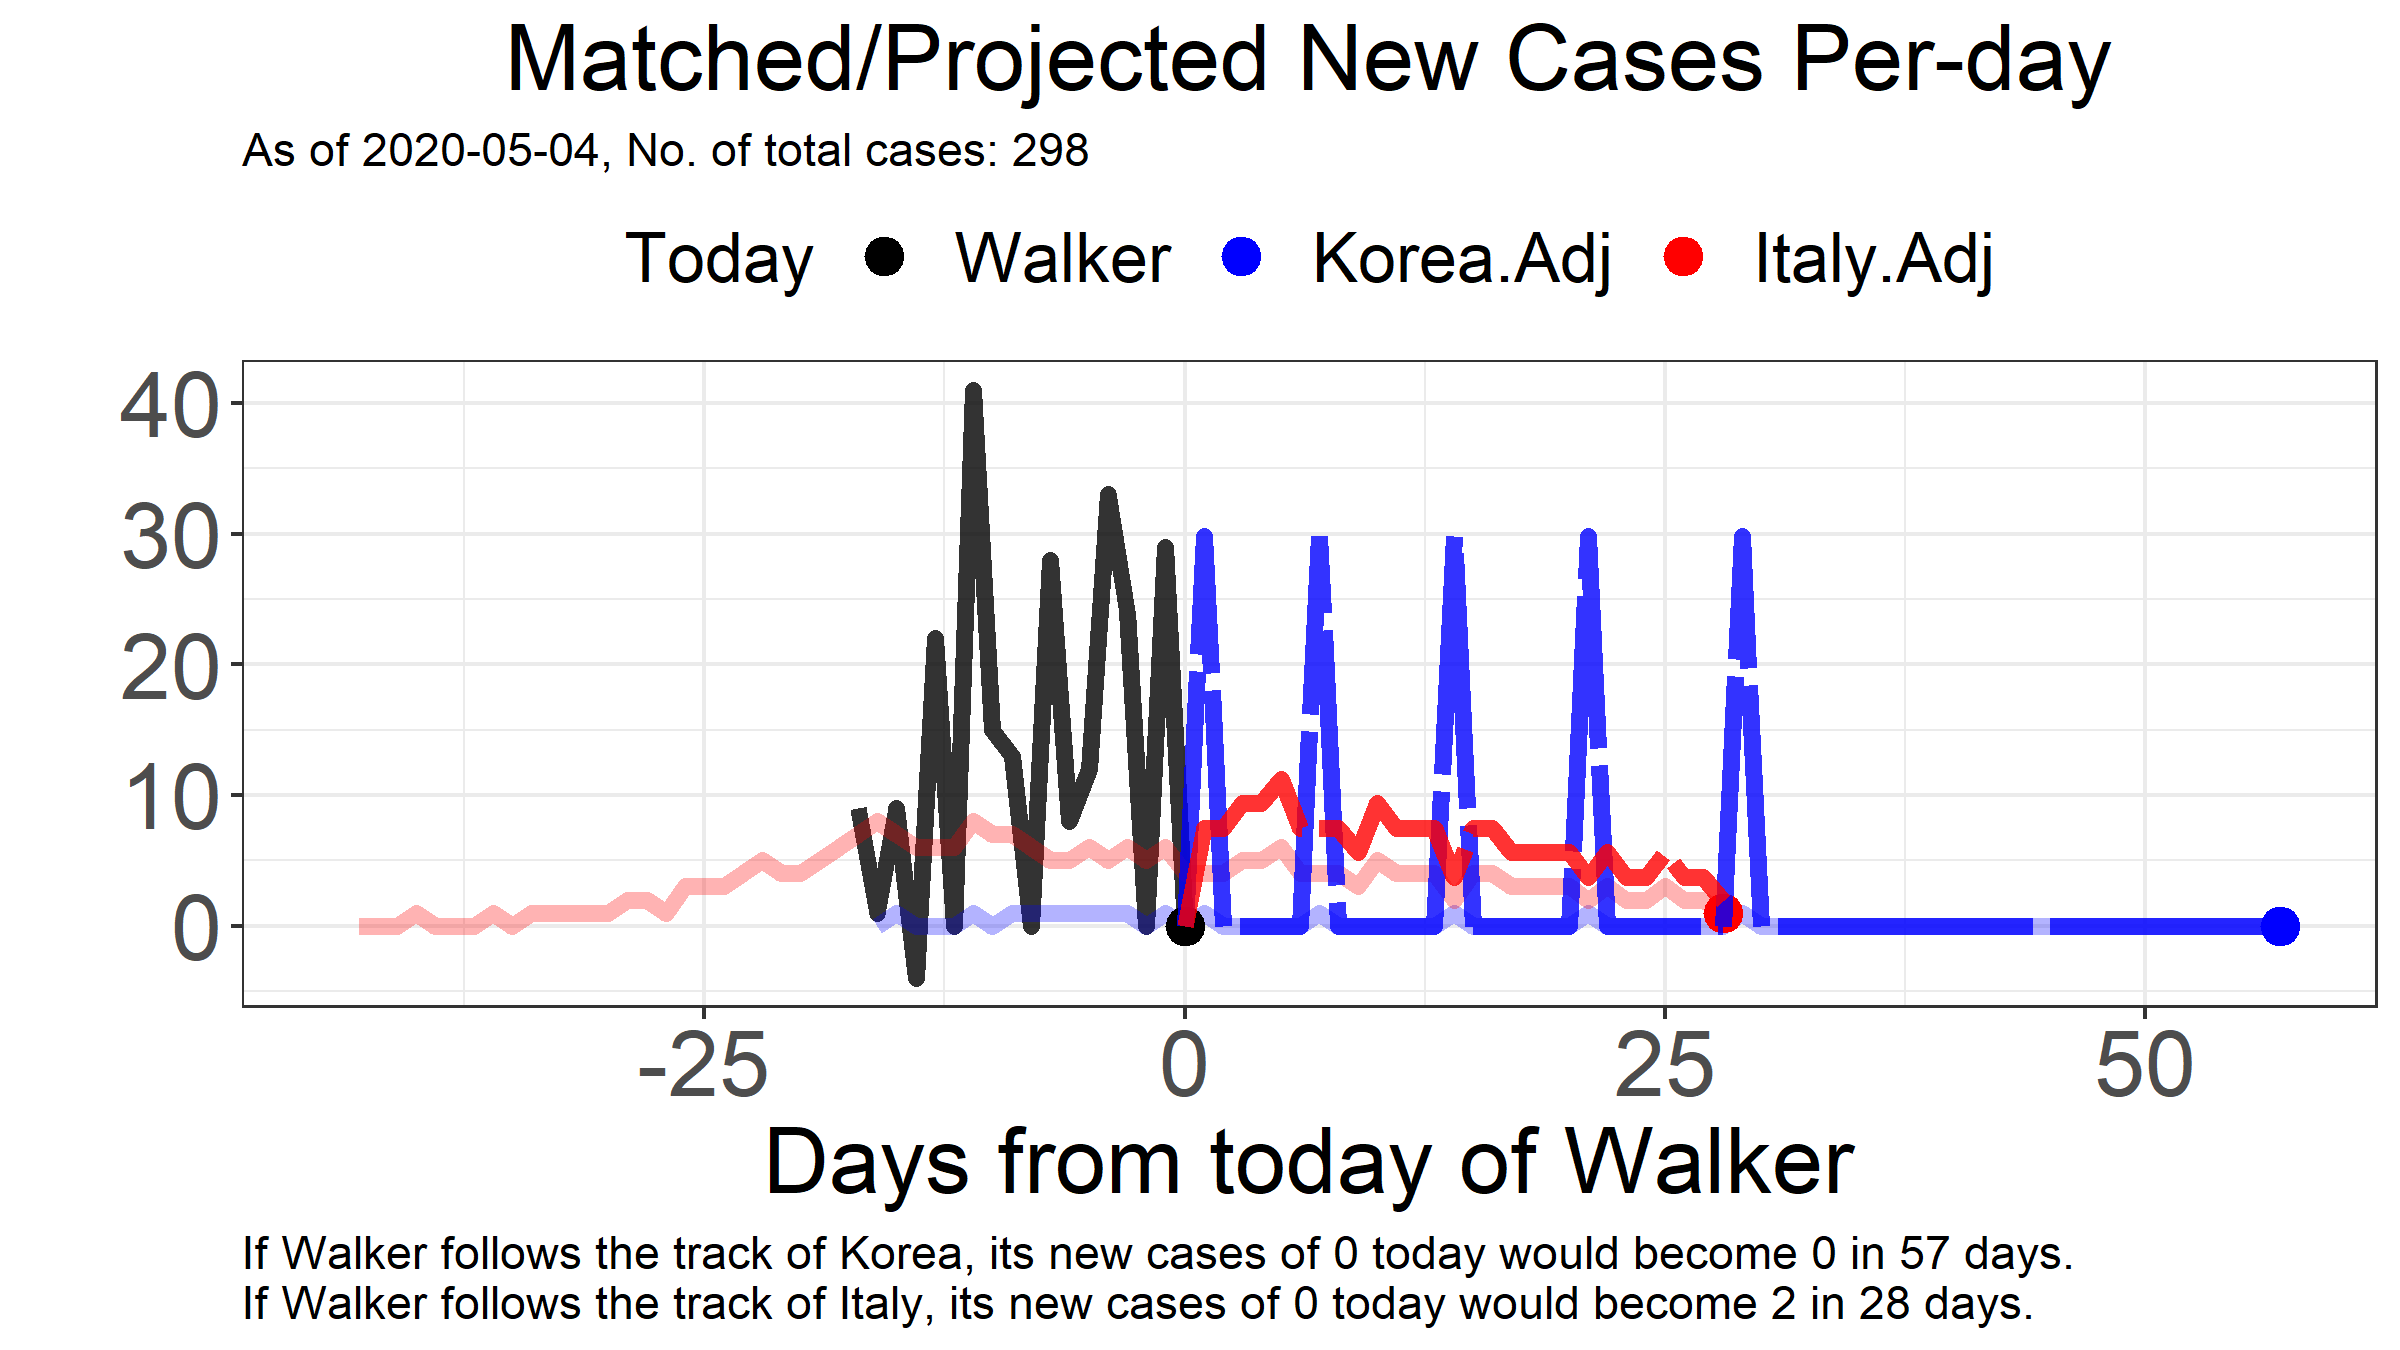 Matched/Projected New Cases Per-day
As of 2020-05-04, No. of total cases: 298
Today Walker Korea.Adj Italy.Adj
40
30
20
10
0
-25 0 25 50
Days from today of Walker
If Walker follows the track of Korea, its new cases of 0 today would become 0 in 57 days.
If Walker follows the track of Italy, its new cases of 0 today would become 2 in 28 days.